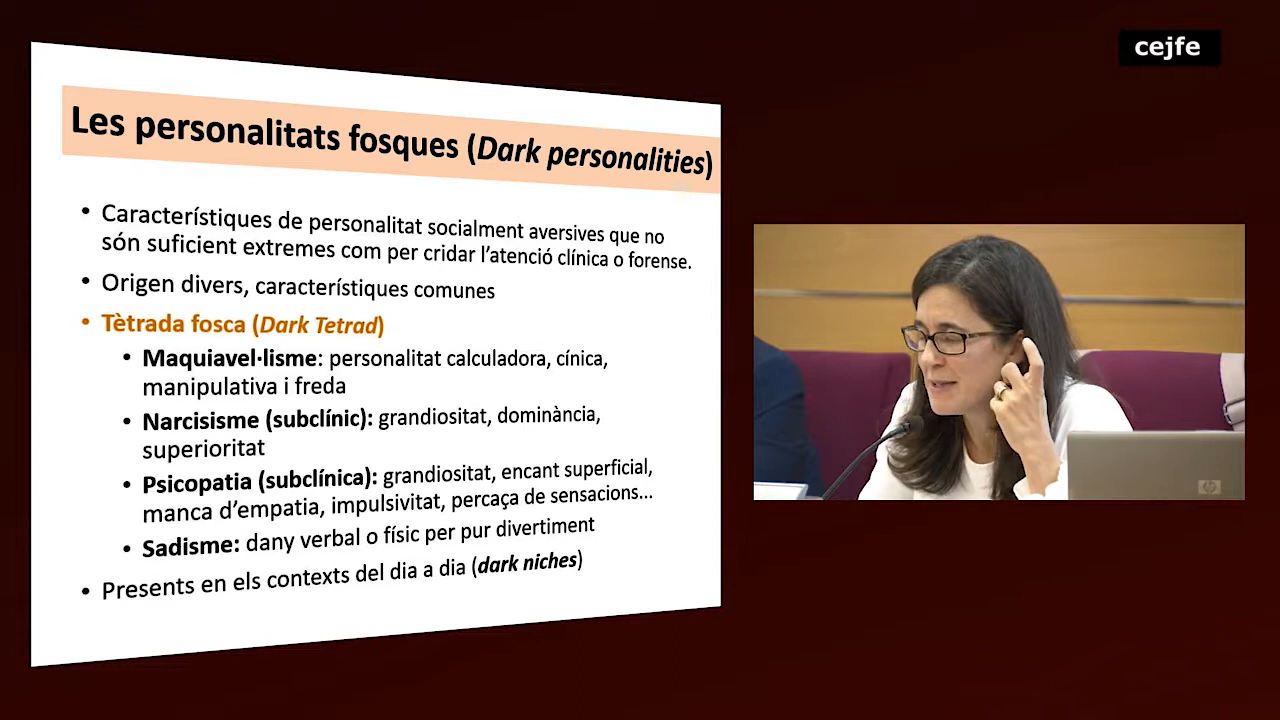 cejfe
Les personalitats fosques (Dark personalities)
• Característiques de personalitat socialment aversives que no
són suficient extremes com per cridar l’atenció clínica o forense.
• Origen divers, característiques comunes
• Tètrada fosca (Dark Tetrad)
• Maquiavel·lisme: personalitat calculadora, cínica,
manipulativa i freda
• Narcisisme (subclínic): grandiositat, dominància,
superioritat
• Psicopatia (subclínica): grandiositat, encant superficial,
manca d’empatia, impulsivitat, percaça de sensacions...
• Sadisme: dany verbal o físic per pur divertiment
• Presents en els contexts del dia a dia (dark niches)
hp